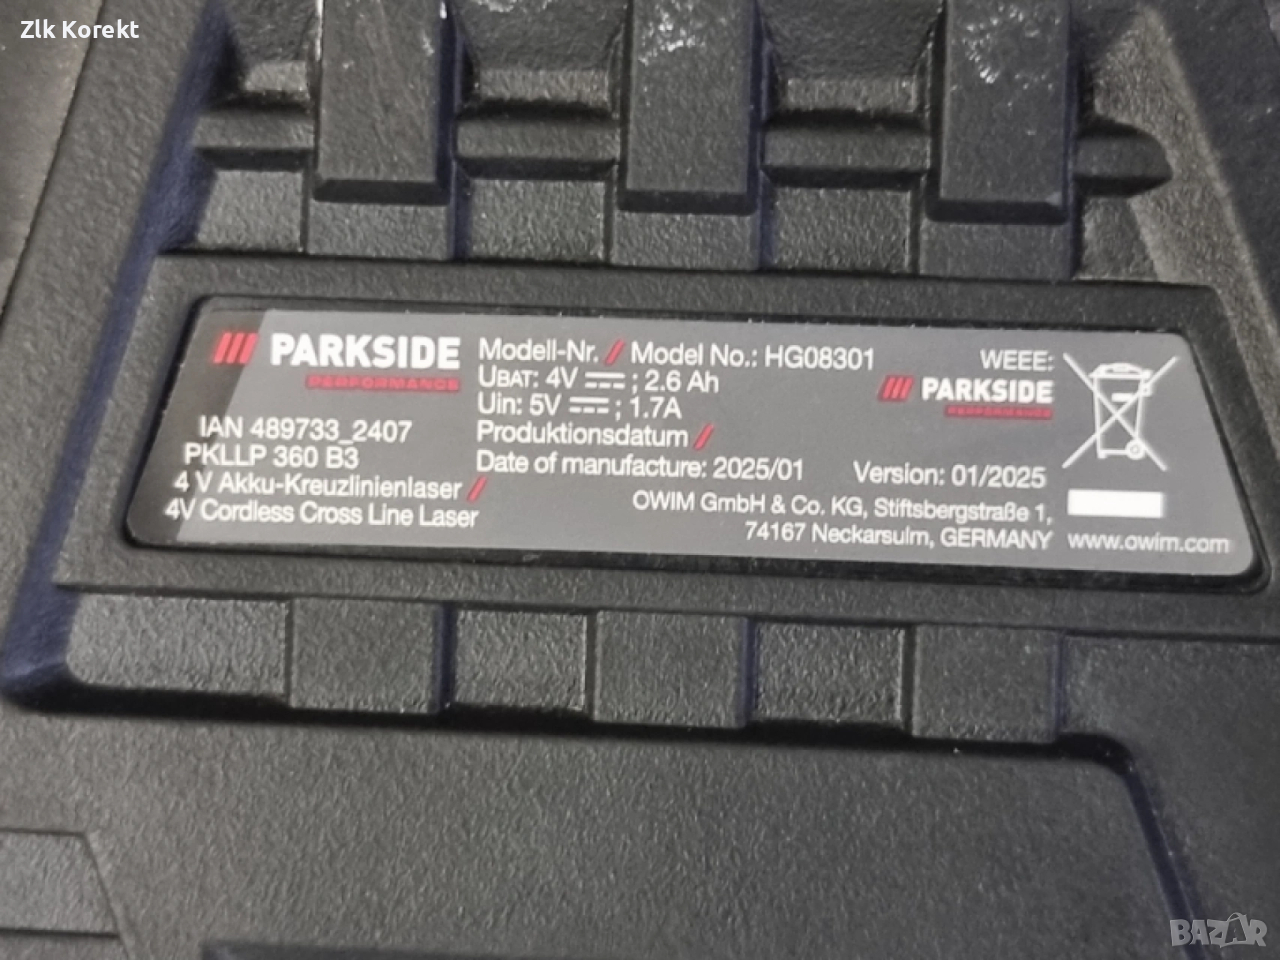 Zlk Korekt
PARKSIDE
PERFORMANCE
IAN 489733_2407
PKLLP 360 B3
4 V Akku-Kreuzlinienlaser /
4V Cordless Cross Line Laser
Modell-Nr. / Model No.: HG08301
UBAT: 4V ⎓ ; 2.6 Ah
Uin: 5V ⎓ ; 1.7A
Produktionsdatum /
Date of manufacture: 2025/01
WEEE:
PARKSIDE
PERFORMANCE
Version: 01/2025
OWIM GmbH & Co. KG, Stiftsbergstraße 1,
74167 Neckarsulm, GERMANY
www.owim.com
BAZAR